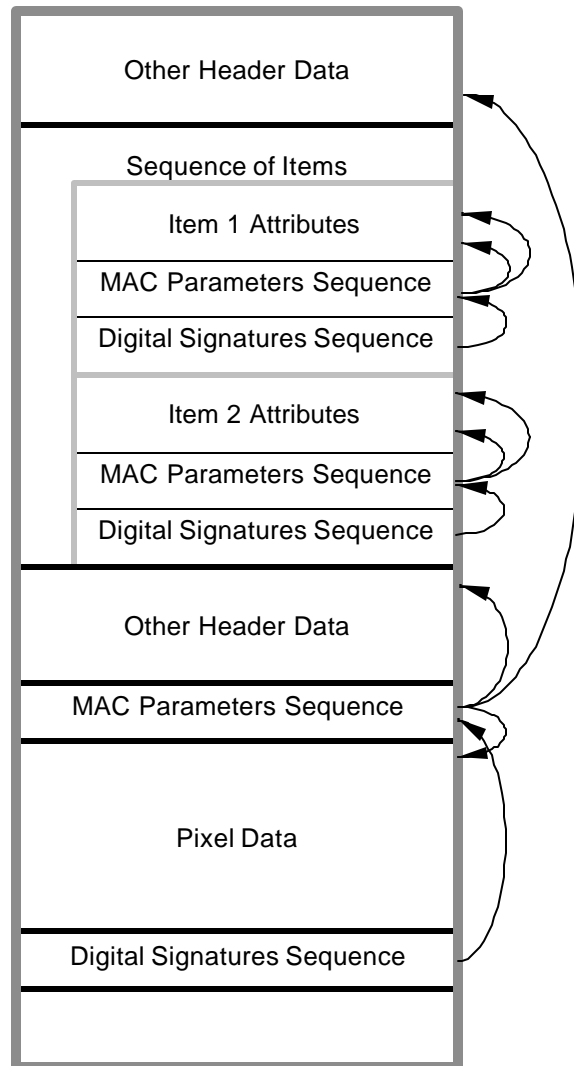 Other Header Data
Sequence of Items
Item 1 Attributes
MAC Parameters Sequence
Digital Signatures Sequence
Item 2 Attributes
MAC Parameters Sequence
Digital Signatures Sequence
Other Header Data
MAC Parameters Sequence
Pixel Data
Digital Signatures Sequence